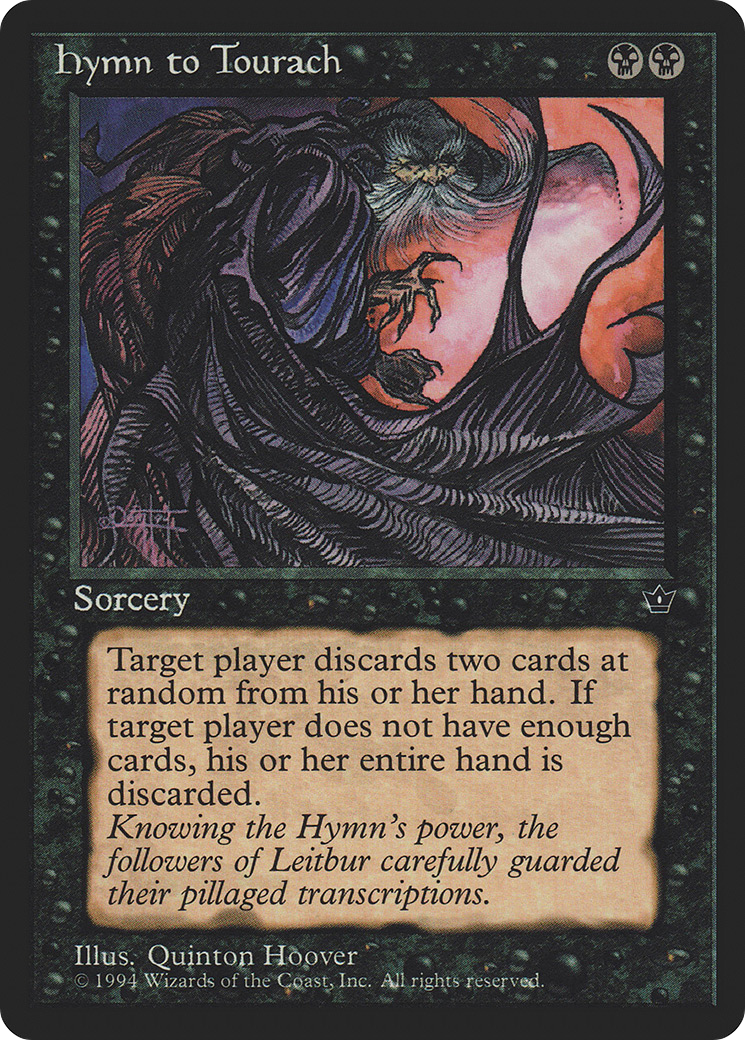 Hymn to Tourach
Sorcery
Target player discards two cards at
random from his or her hand. If
target player does not have enough
cards, his or her entire hand is
discarded.
Knowing the Hymn's power, the
followers of Leitbur carefully guarded
their pillaged transcriptions.
Illus. Quinton Hoover
© 1994 Wizards of the Coast, Inc. All rights reserved.